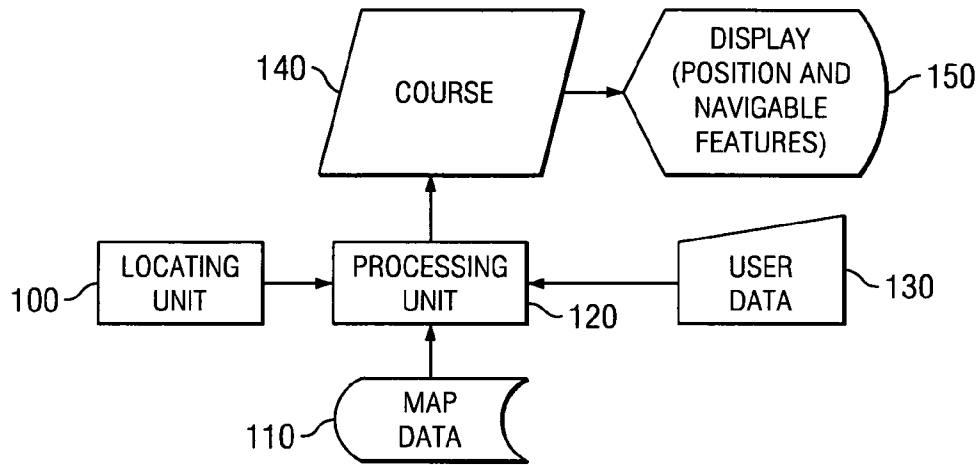 140
COURSE
DISPLAY
(POSITION AND
NAVIGABLE
FEATURES)
150
100
LOCATING
UNIT
PROCESSING
UNIT
120
USER
DATA
130
110
MAP
DATA